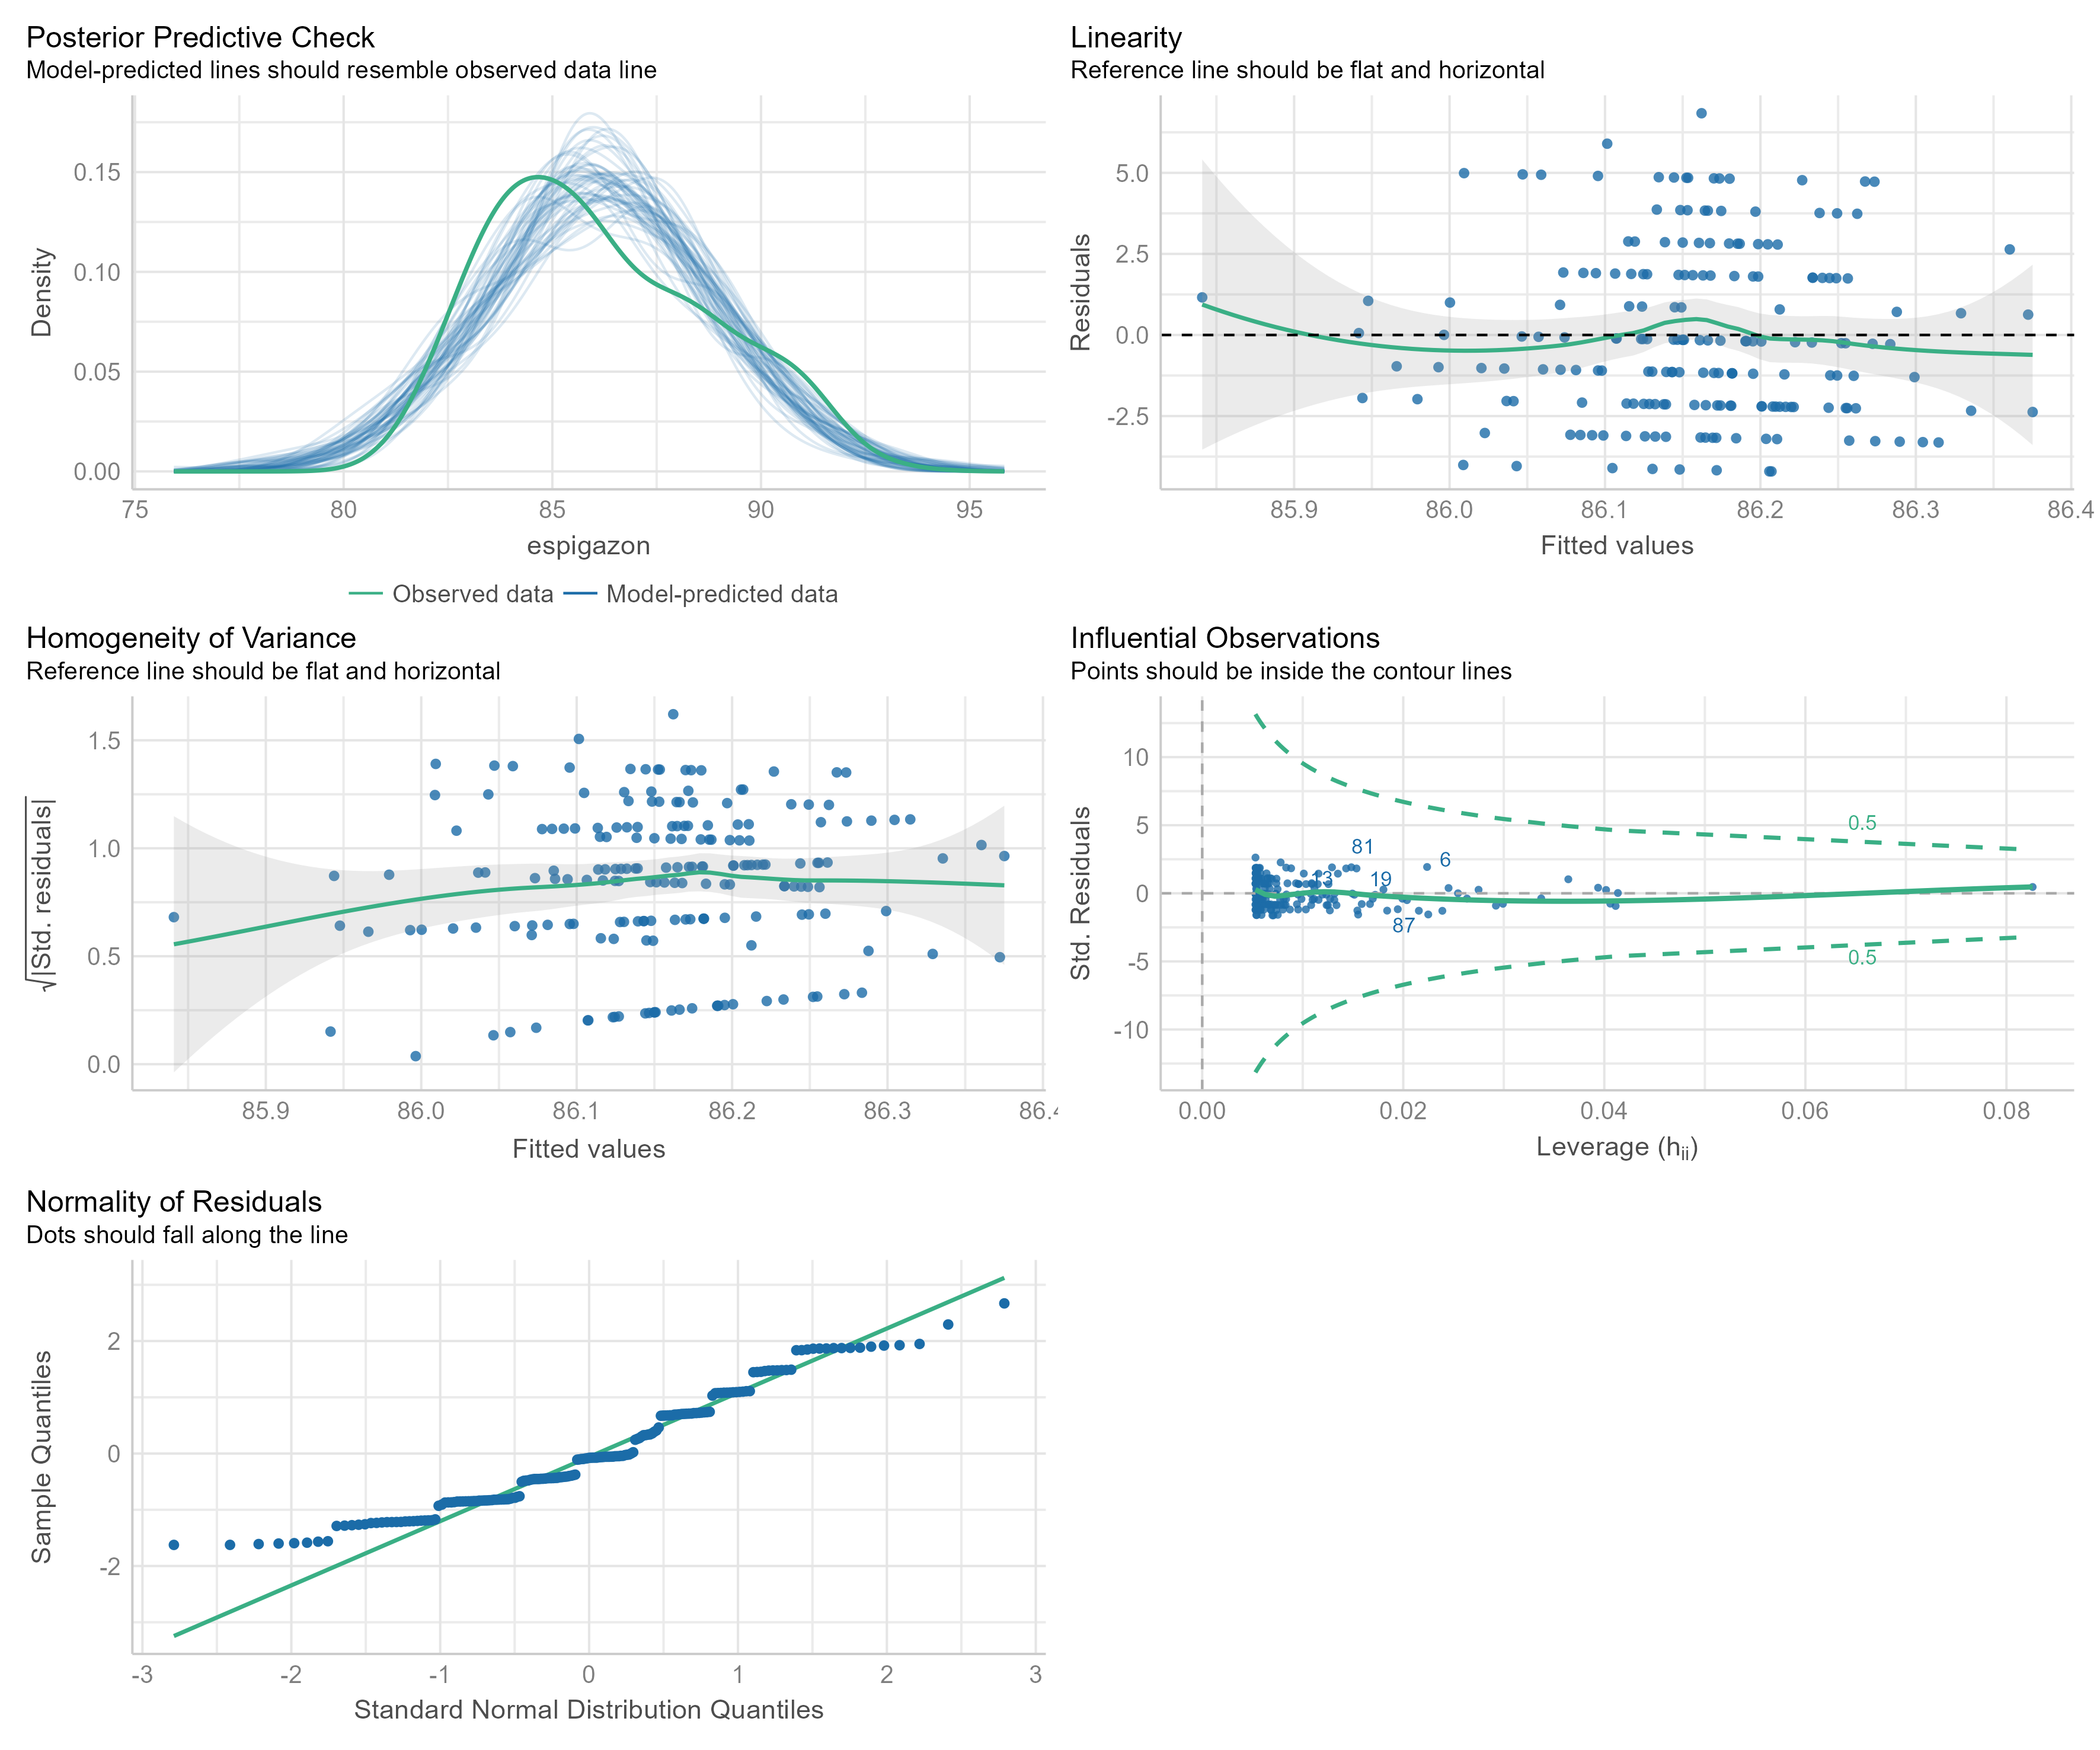 Posterior Predictive Check
Model-predicted lines should resemble observed data line
Density
0.15
0.10
0.05
0.00
75 80 85 90 95
espigazon
Observed data Model-predicted data
Linearity
Reference line should be flat and horizontal
Residuals
5.0
2.5
0.0
-2.5
85.9 86.0 86.1 86.2 86.3 86.4
Fitted values
Homogeneity of Variance
Reference line should be flat and horizontal
√|Std. residuals|
1.5
1.0
0.5
0.0
85.9 86.0 86.1 86.2 86.3 86.4
Fitted values
Influential Observations
Points should be inside the contour lines
Std. Residuals
10
5
0
-5
-10
0.5
81
6
13
19
87
0.5
0.00 0.02 0.04 0.06 0.08
Leverage (hii)
Normality of Residuals
Dots should fall along the line
Sample Quantiles
2
0
-2
-3 -2 -1 0 1 2 3
Standard Normal Distribution Quantiles